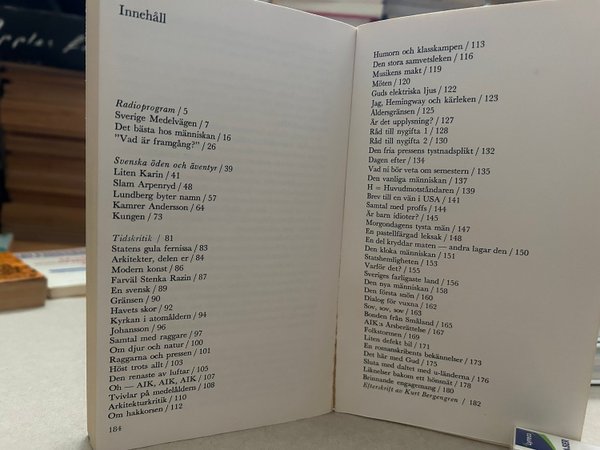 Innehåll
Radioprogram / 5
Sverige Medelvägen / 7
Det bästa hos människan / 16
"Vad är framgång?" / 26
Svenska öden och äventyr / 39
Liten Karin / 41
Slam Arpenryd / 48
Lundberg byter namn / 57
Kamrer Andersson / 64
Kungen / 73
Tidskritik / 81
Statens gula fernissa / 83
Arkitekter, delen er / 84
Modern konst / 86
Farväl Stenka Razin / 87
En svensk / 89
Gränsen / 90
Havets skor / 92
Kyrkan i atomåldern / 94
Johansson / 96
Samtal med raggare / 97
Om djur och natur / 100
Raggarna och pressen / 101
Höst trots allt / 103
Den renaste av luftar / 105
Oh — AIK, AIK, AIK / 107
Tvivlar på medelåldern / 108
Arkitekturkritik / 110
Om hakkorsen / 112
184
Humorn och klasskampen / 113
Den stora samvetsleken / 116
Musikens makt / 119
Möten / 120
Guds elektriska ljus / 122
Jag, Hemingway och kärleken / 123
Åldersgränsen / 125
Är det upplysning? / 127
Råd till nygifta 1 / 128
Råd till nygifta 2 / 130
Den fria pressens tystnadsplikt / 132
Dagen efter / 134
Vad ni bör veta om semestern / 135
Den vanliga människan / 137
H = Huvudmotståndaren / 139
Brev till en vän i USA / 141
Samtal med proffs / 144
Är barn idioter? / 145
Morgondagens tysta män / 147
En pastellfärgad leksak / 148
En del kryddar maten — andra lagar den / 150
Den kloka människan / 151
Statshemligheten / 153
Varför det? / 155
Sveriges farligaste land / 156
Den nya människan / 158
Den första snön / 160
Dialog för vuxna / 162
Sov, sov, sov / 163
Bonden från Småland / 165
AIK:s Årsberättelse / 167
Folkstormen / 169
Liten defekt bil / 171
En romanskribents bekännelser / 173
Det här med Gud / 175
Sluta med daltet med u-länderna / 176
Liknelser bakom ett hönsnät / 178
Brinnande engagemang / 180
Efterskrift av Kurt Bergengren / 182